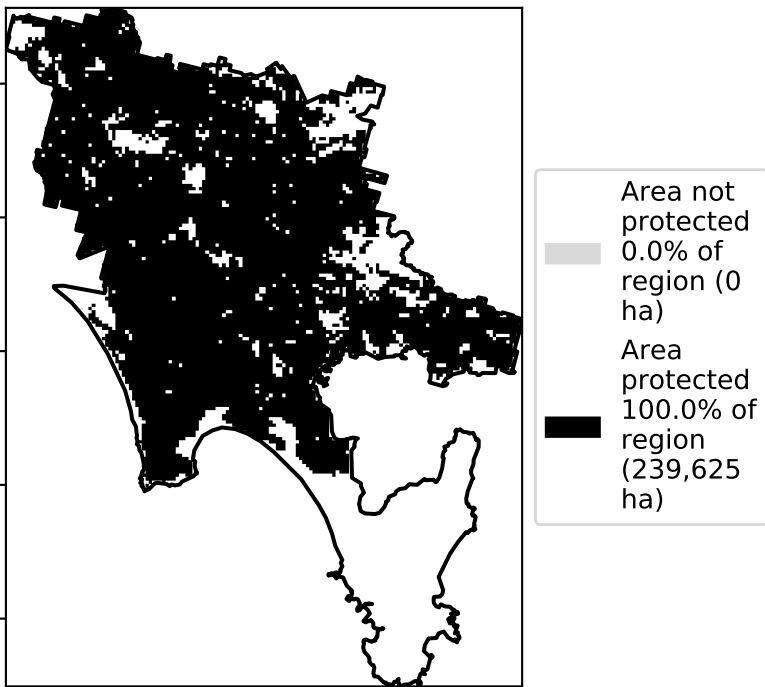 Area not
protected
0.0% of
region (0
ha)
Area
protected
100.0% of
region
(239,625
ha)